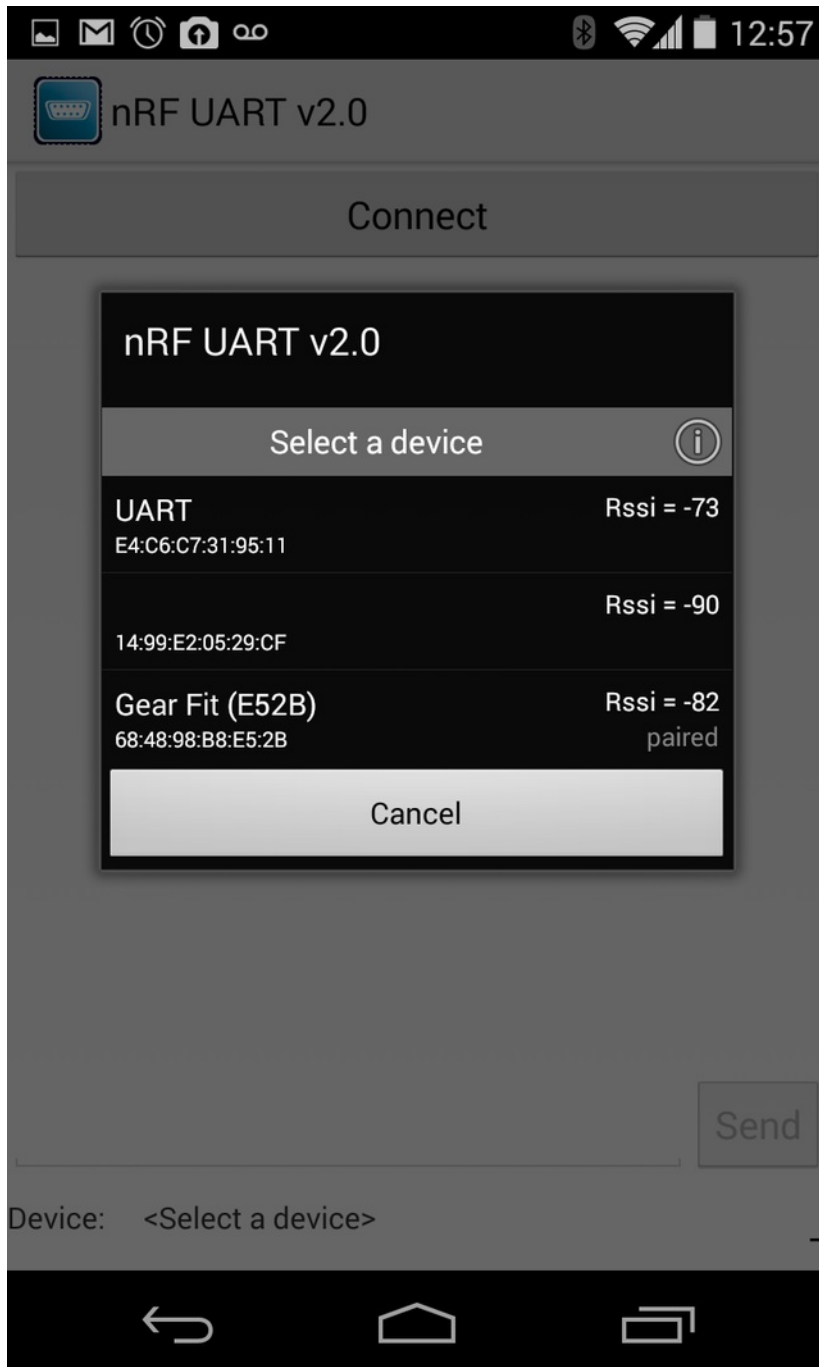 12:57
nRF UART v2.0
Connect
nRF UART v2.0
Select a device
UART Rssi = -73
E4:C6:C7:31:95:11
Rssi = -90
14:99:E2:05:29:CF
Gear Fit (E52B) Rssi = -82
68:48:98:B8:E5:2B paired
Cancel
Send
Device: <Select a device>